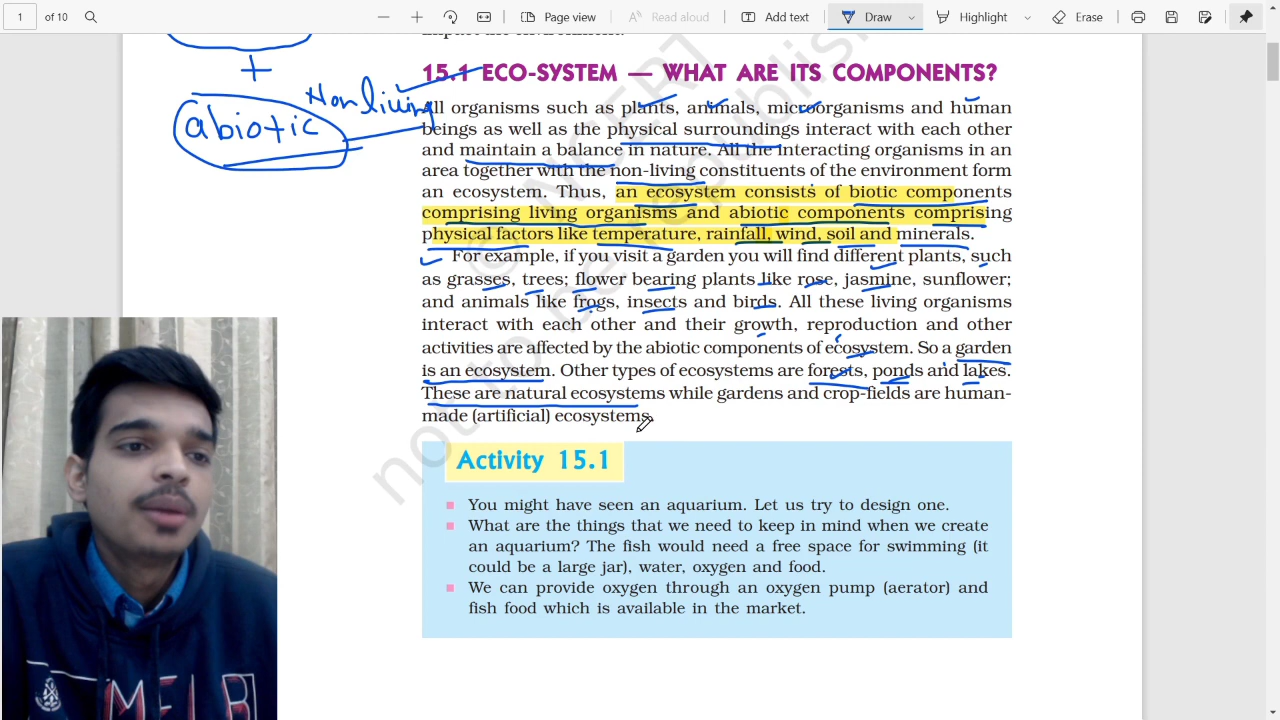 1 of 10 Page view Read aloud Add text Draw Highlight Erase
impact the environment.
+
15.1 ECO-SYSTEM — WHAT ARE ITS COMPONENTS?
Non living
abiotic
All organisms such as plants, animals, microorganisms and human
beings as well as the physical surroundings interact with each other
and maintain a balance in nature. All the interacting organisms in an
area together with the non-living constituents of the environment form
an ecosystem. Thus, an ecosystem consists of biotic components
comprising living organisms and abiotic components comprising
physical factors like temperature, rainfall, wind, soil and minerals.
For example, if you visit a garden you will find different plants, such
as grasses, trees; flower bearing plants like rose, jasmine, sunflower;
and animals like frogs, insects and birds. All these living organisms
interact with each other and their growth, reproduction and other
activities are affected by the abiotic components of ecosystem. So a garden
is an ecosystem. Other types of ecosystems are forests, ponds and lakes.
These are natural ecosystems while gardens and crop-fields are human-
made (artificial) ecosystems.
© NCERT
not to be republish
Activity 15.1
You might have seen an aquarium. Let us try to design one.
What are the things that we need to keep in mind when we create
an aquarium? The fish would need a free space for swimming (it
could be a large jar), water, oxygen and food.
We can provide oxygen through an oxygen pump (aerator) and
fish food which is available in the market.
MELB